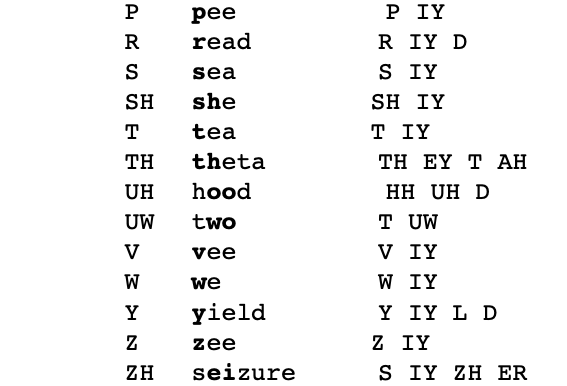 P pee P IY
R read R IY D
S sea S IY
SH she SH IY
T tea T IY
TH theta TH EY T AH
UH hood HH UH D
UW two T UW
V vee V IY
W we W IY
Y yield Y IY L D
Z zee Z IY
ZH seizure S IY ZH ER